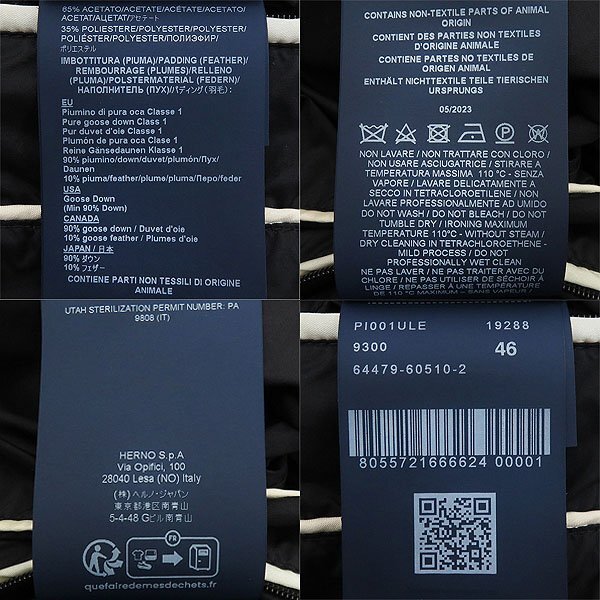 65% ACETATO/ACETATE/ACETATO/
ACETAT/АЦЕТАТ/アセテート
35% POLIESTERE/POLYESTER/POLYESTER/
POLIÉSTER/POLYESTER/ПОЛИЭФИР/
ポリエステル
IMBOTTITURA (PIUMA)/PADDING (FEATHER)/
REMBOURRAGE (PLUMES)/RELLENO
(PLUMA)/POLSTERMATERIAL (FEDERN)/
НАПОЛНИТЕЛЬ (ПУХ)/パディング(羽毛):
EU
Piumino di pura oca Classe 1
Pure goose down Class 1
Pur duvet d'oie Classe 1
Plumón de pura oca Classe 1
Reine Gänsedaunen Klasse 1
90% piumino/down/duvet/plumón/Пух/
Daunen
10% piuma/feather/plume/pluma/Перо/feder
USA
Goose Down
(Min 90% Down)
CANADA
90% goose down / Duvet d'oie
10% goose feather / Plumes d'oie
JAPAN / 日本
90% ダウン
10% フェザー
CONTIENE PARTI NON TESSILI DI ORIGINE
ANIMALE
CONTAINS NON-TEXTILE PARTS OF ANIMAL
ORIGIN
CONTIENT DES PARTIES NON TEXTILES
D'ORIGINE ANIMALE
CONTIENE PARTES NO TEXTILES DE
ORIGEN ANIMAL
ENTHÄLT NICHTTEXTILE TEILE TIERISCHEN
URSPRUNGS
05/2023
P
NON LAVARE / NON TRATTARE CON CLORO /
NON USARE ASCIUGATRICE / STIRARE A
TEMPERATURA MASSIMA 110 °C - SENZA
VAPORE / LAVARE DELICATAMENTE A
SECCO IN TETRACLOROETILENE / NON
LAVARE PROFESSIONALMENTE AD UMIDO
DO NOT WASH / DO NOT BLEACH / DO NOT
TUMBLE DRY / IRONING MAXIMUM
TEMPERATURE 110°C - WITHOUT STEAM /
DRY CLEANING IN TETRACHLOROETHENE -
MILD PROCESS / DO NOT
PROFESSIONALLY WET CLEAN
NE PAS LAVER / NE PAS TRAITER AVEC DU
CHLORE / NE PAS UTILISER DE SÉCHOIR À
LINGE / REPASSER À UNE TEMPÉRATURE
DE 110 °C MAXIMUM - SANS VAPEUR /
UTAH STERILIZATION PERMIT NUMBER: PA
9808 (IT)
HERNO S.p.A
Via Opifici, 100
28040 Lesa (NO) Italy
(株) ヘルノ・ジャパン
東京都港区南青山
5-4-48 Gビル南青山
FR
quefairedemesdechets.fr
PI001ULE 19288
9300 46
64479-60510-2
8055721666624 00001